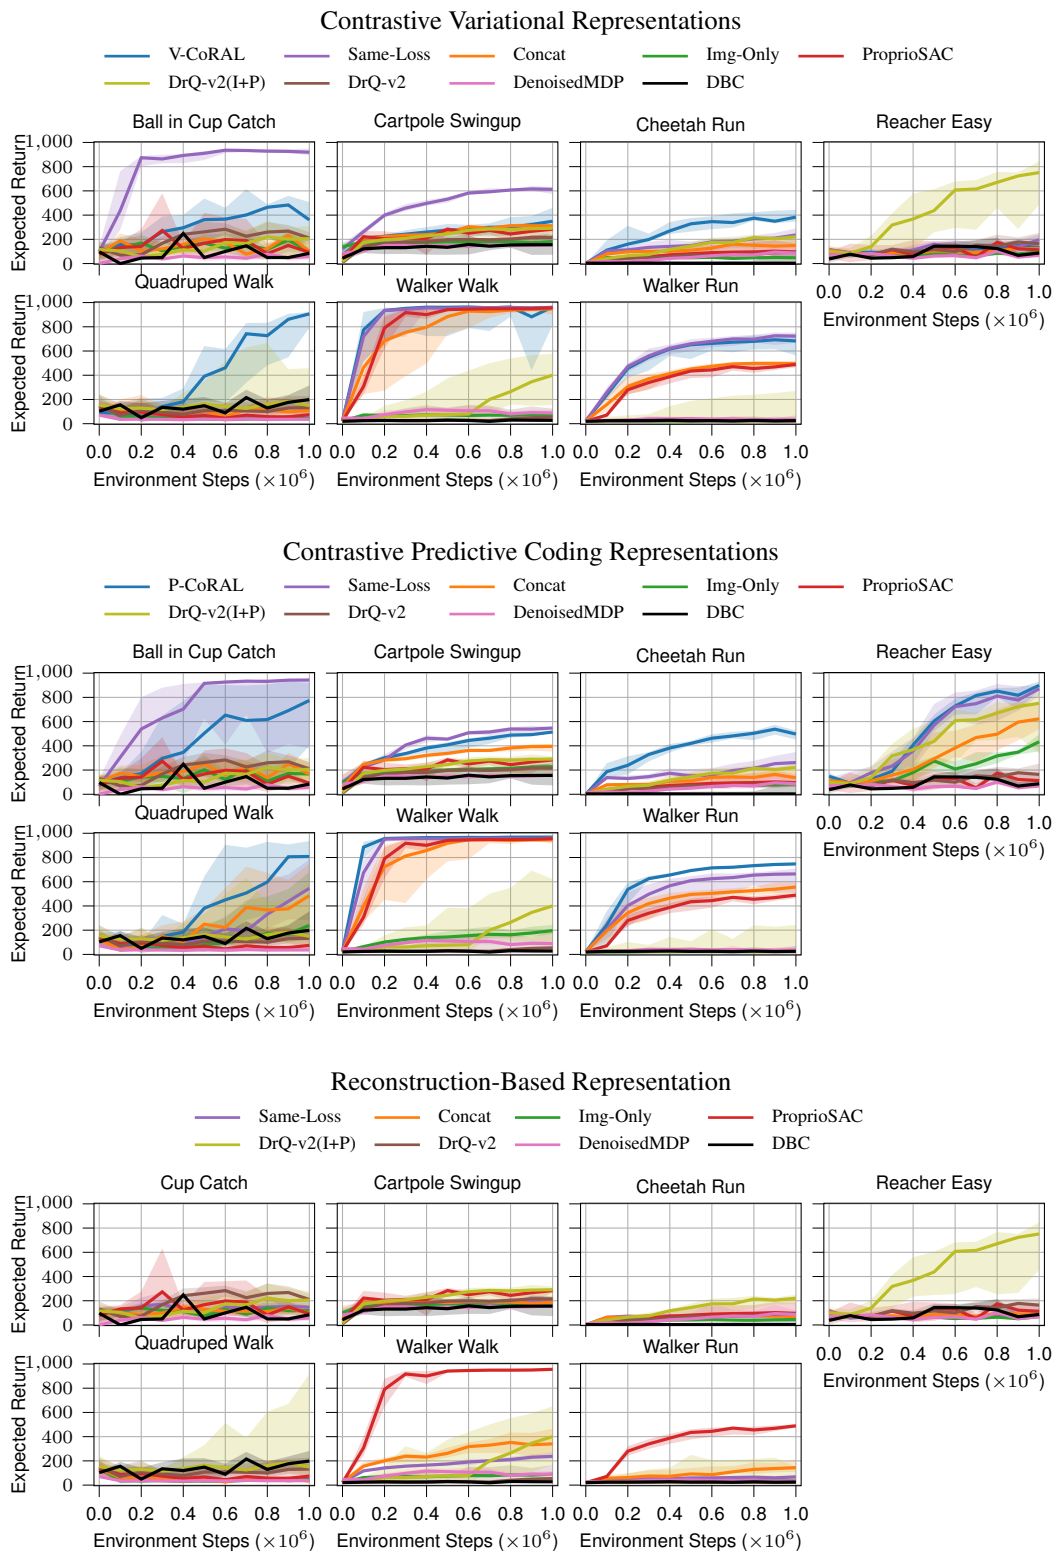 Contrastive Variational Representations
V-CoRAL Same-Loss Concat Img-Only ProprioSAC
DrQ-v2(I+P) DrQ-v2 DenoisedMDP DBC
Ball in Cup Catch Cartpole Swingup Cheetah Run Reacher Easy
Expected Return
1,000
800
600
400
200
0
0.0 0.2 0.4 0.6 0.8 1.0
Environment Steps (×10⁶)
Quadruped Walk Walker Walk Walker Run
Expected Return
1,000
800
600
400
200
0
0.0 0.2 0.4 0.6 0.8 1.0 0.0 0.2 0.4 0.6 0.8 1.0 0.0 0.2 0.4 0.6 0.8 1.0
Environment Steps (×10⁶) Environment Steps (×10⁶) Environment Steps (×10⁶)
Contrastive Predictive Coding Representations
P-CoRAL Same-Loss Concat Img-Only ProprioSAC
DrQ-v2(I+P) DrQ-v2 DenoisedMDP DBC
Ball in Cup Catch Cartpole Swingup Cheetah Run Reacher Easy
Expected Return
1,000
800
600
400
200
0
0.0 0.2 0.4 0.6 0.8 1.0
Environment Steps (×10⁶)
Quadruped Walk Walker Walk Walker Run
Expected Return
1,000
800
600
400
200
0
0.0 0.2 0.4 0.6 0.8 1.0 0.0 0.2 0.4 0.6 0.8 1.0 0.0 0.2 0.4 0.6 0.8 1.0
Environment Steps (×10⁶) Environment Steps (×10⁶) Environment Steps (×10⁶)
Reconstruction-Based Representation
Same-Loss Concat Img-Only ProprioSAC
DrQ-v2(I+P) DrQ-v2 DenoisedMDP DBC
Cup Catch Cartpole Swingup Cheetah Run Reacher Easy
Expected Return
1,000
800
600
400
200
0
0.0 0.2 0.4 0.6 0.8 1.0
Environment Steps (×10⁶)
Quadruped Walk Walker Walk Walker Run
Expected Return
1,000
800
600
400
200
0
0.0 0.2 0.4 0.6 0.8 1.0 0.0 0.2 0.4 0.6 0.8 1.0 0.0 0.2 0.4 0.6 0.8 1.0
Environment Steps (×10⁶) Environment Steps (×10⁶) Environment Steps (×10⁶)